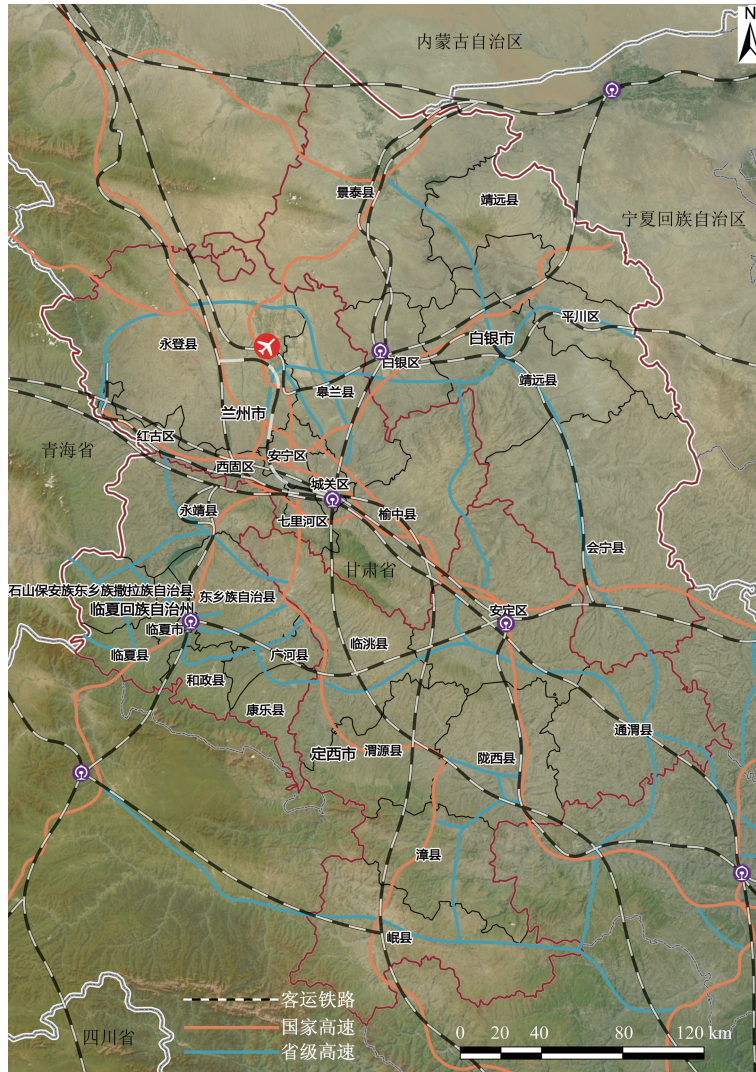 N
内蒙古自治区
景泰县
靖远县
宁夏回族自治区
平川区
白银市
永登县
白银区
靖远县
皋兰县
兰州市
红古区
青海省
安宁区
西固区
城关区
永靖县
七里河区
榆中县
会宁县
甘肃省
石山保安族东乡族撒拉族自治县
东乡族自治县
临夏回族自治州
安定区
临夏市
临洮县
临夏县
广河县
和政县
康乐县
通渭县
定西市
渭源县
陇西县
漳县
岷县
客运铁路
国家高速
省级高速
四川省
0 20 40 80 120 km